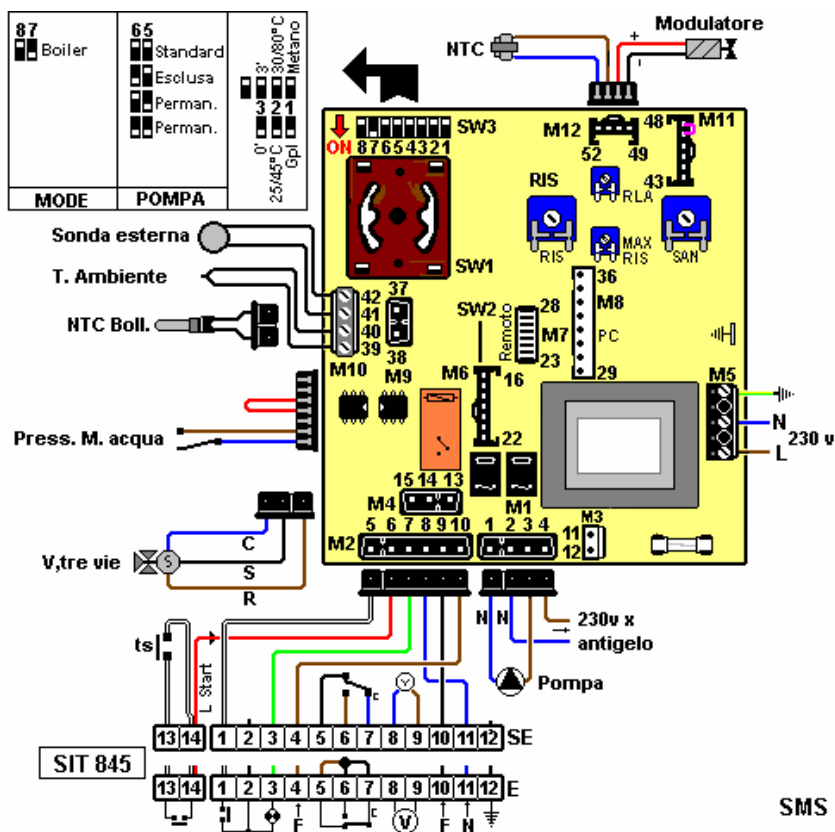 87
Boiler
MODE
65
Standard
Esclusa
Perman.
Perman.
POMPA
3'
30/80°C
Metano
3 2 1
0'
25/45°C
Gpl
NTC
Modulatore
+
-
ON
87654321
SW3
M12
52 49
48 M11
43
RIS
RIS
RLA
MAX
RIS
SAN
SW1
Sonda esterna
T. Ambiente
NTC Boll.
Press. M. acqua
42
41
40
39
M10
37
38
M9
SW2
M6
16
22
Remoto
28
M7
23
36
M8
PC
29
M5
N
L
230 v
15 14 13
M4
M2
5 6 7 8 9 10
M1
1 2 3 4
M3
11
12
V,tre vie
S
C
S
R
ts
L Start
N N
230v x
antigelo
Pompa
c
V
13 14 1 2 3 4 5 6 7 8 9 10 11 12 SE
SIT 845
13 14 1 2 3 4 5 6 7 8 9 10 11 12 E
F
c
V
F N
SMS